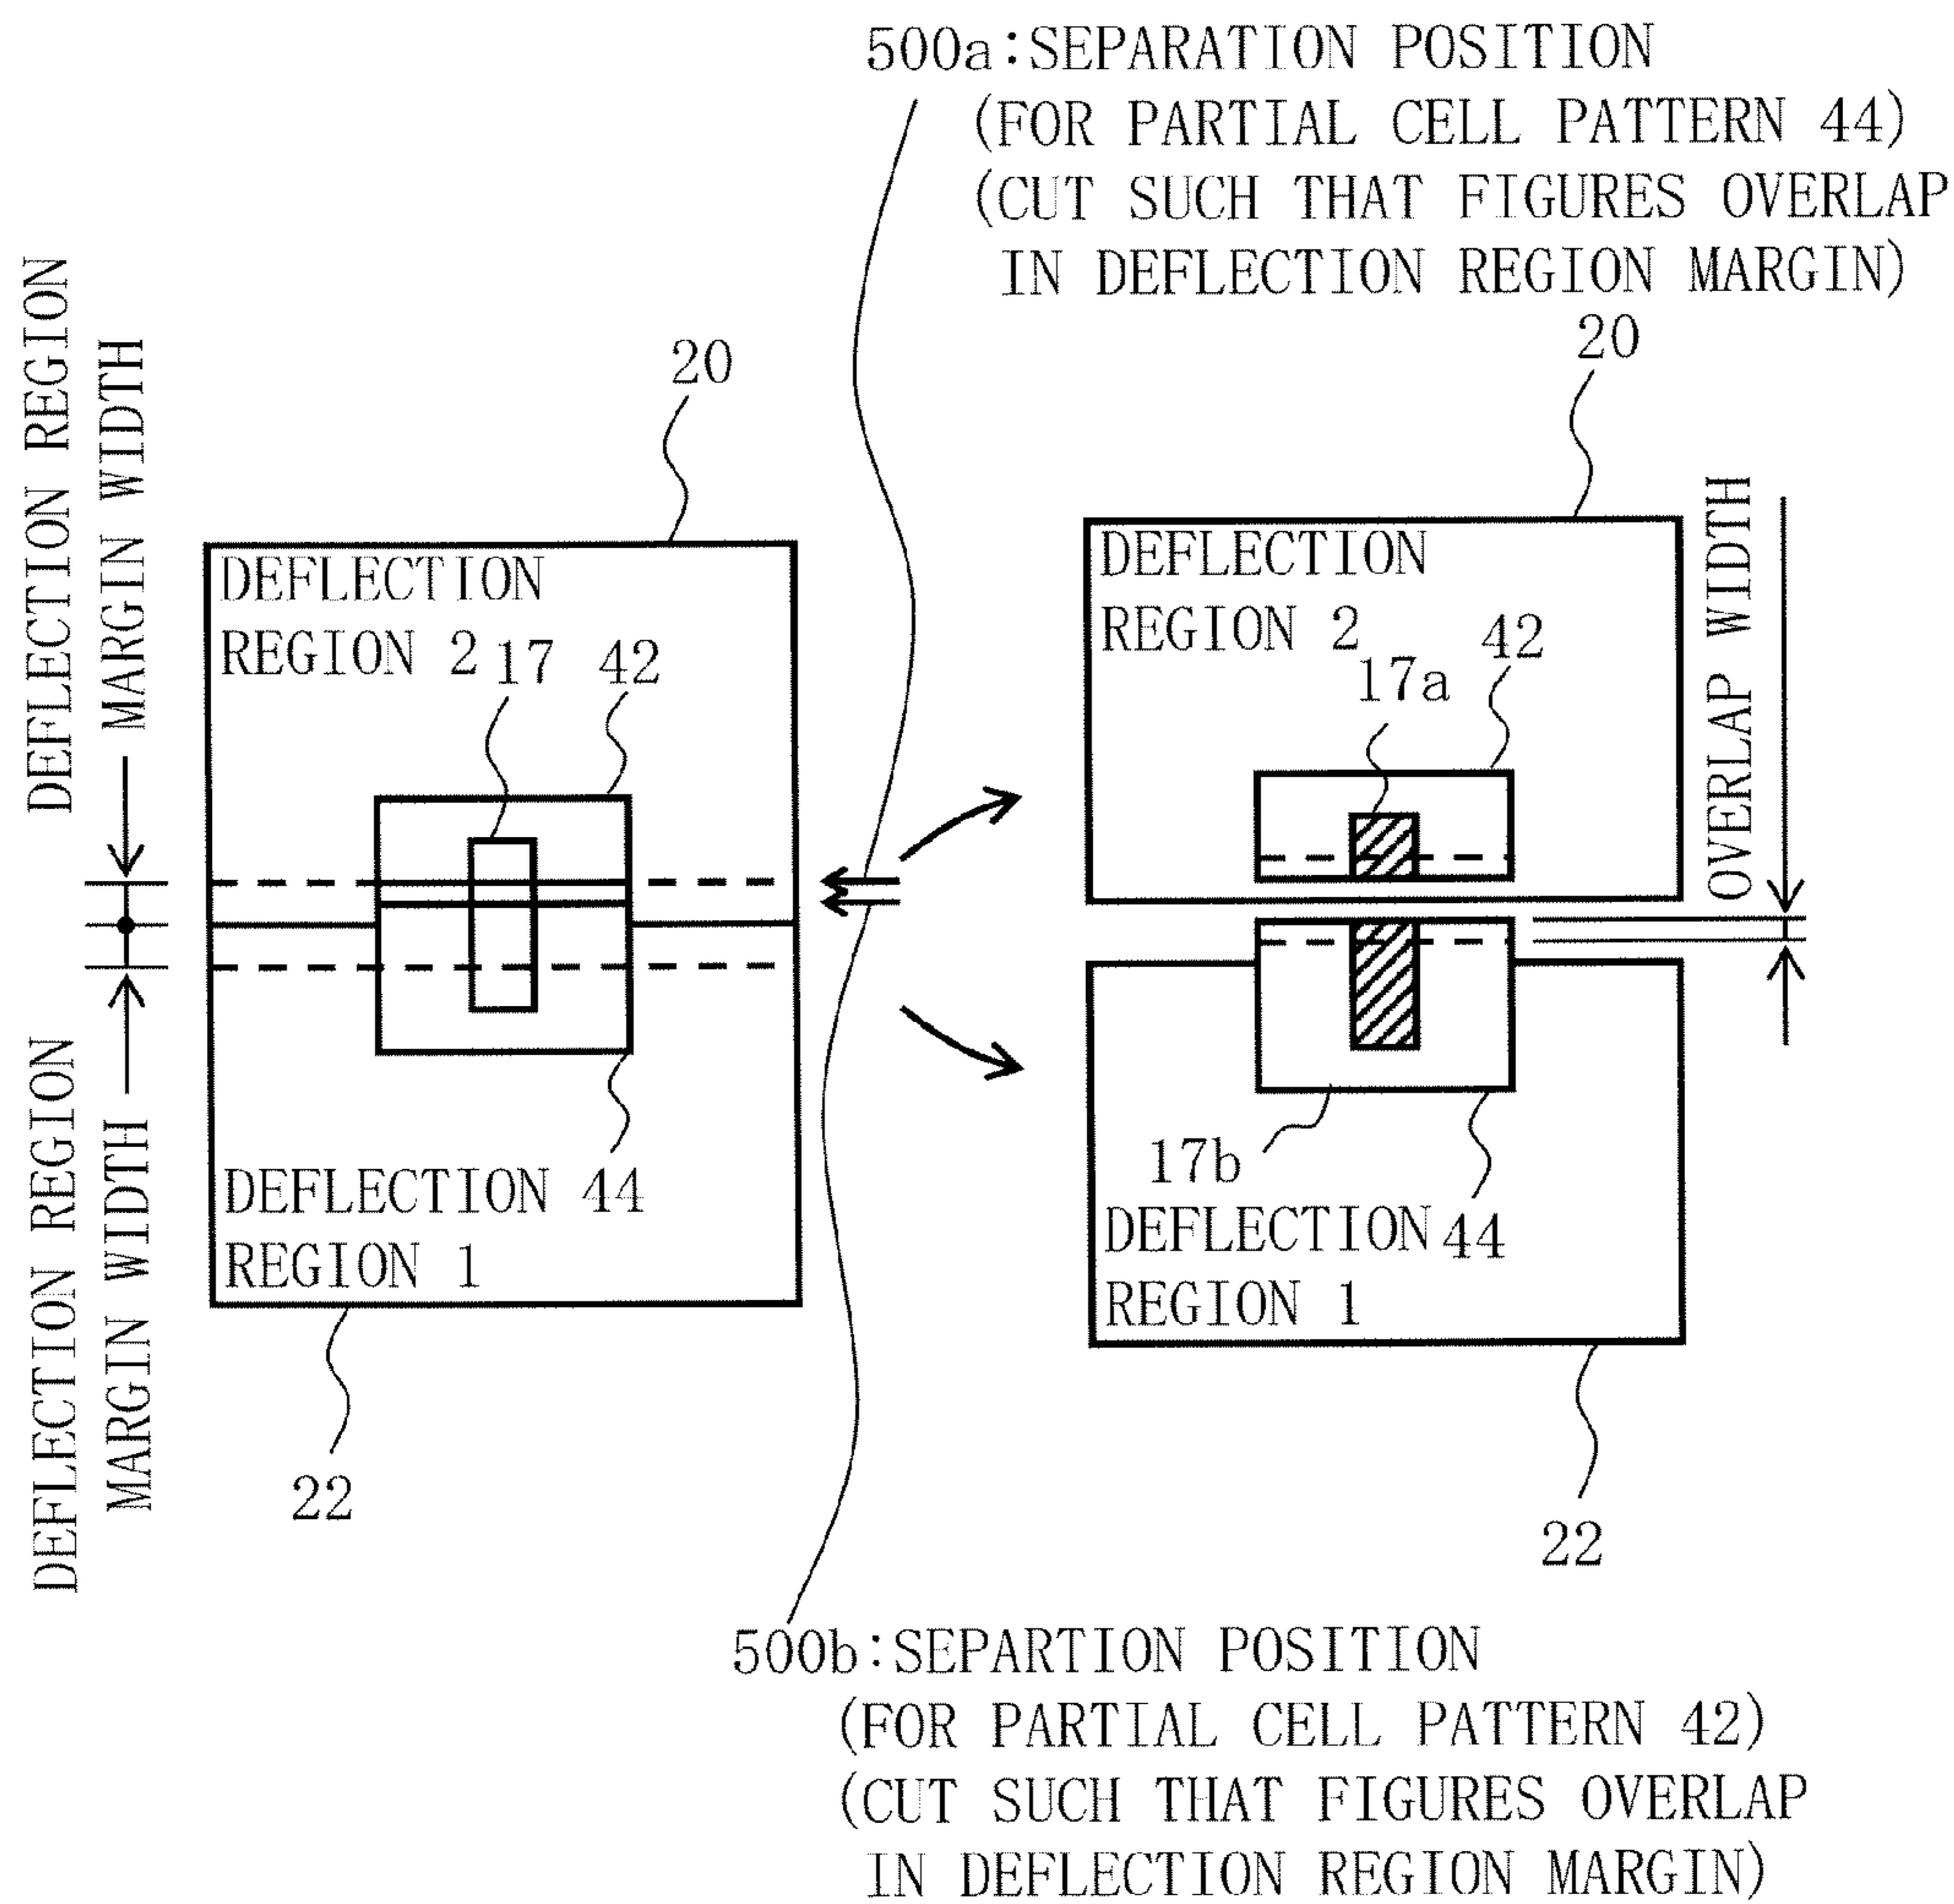 500a:SEPARATION POSITION
(FOR PARTIAL CELL PATTERN 44)
(CUT SUCH THAT FIGURES OVERLAP
IN DEFLECTION REGION MARGIN)
DEFLECTION REGION
MARGIN WIDTH
20
DEFLECTION
REGION 2
17
42
DEFLECTION
REGION 1
44
22
DEFLECTION REGION
MARGIN WIDTH
20
DEFLECTION
REGION 2
17a
42
OVERLAP WIDTH
17b
DEFLECTION
REGION 1
44
22
500b:SEPARTION POSITION
(FOR PARTIAL CELL PATTERN 42)
(CUT SUCH THAT FIGURES OVERLAP
IN DEFLECTION REGION MARGIN)